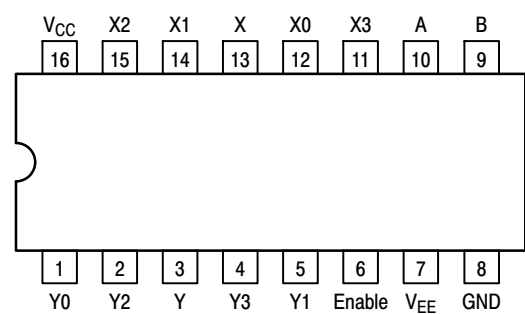 VCC X2 X1 X X0 X3 A B
16 15 14 13 12 11 10 9
1 2 3 4 5 6 7 8
Y0 Y2 Y Y3 Y1 Enable VEE GND